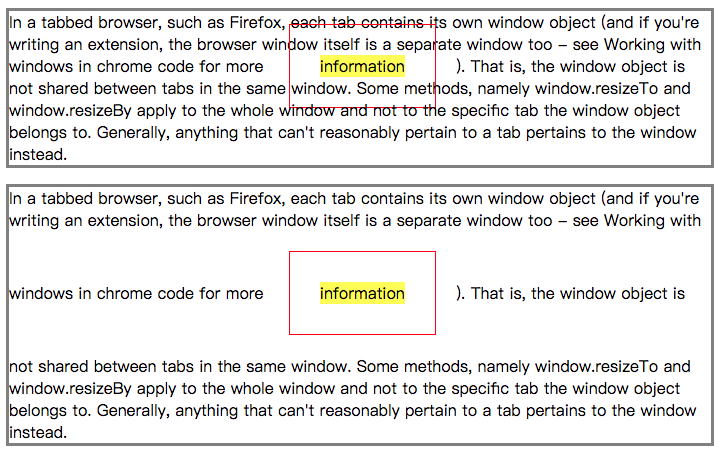 In a tabbed browser, such as Firefox, each tab contains its own window object (and if you're
writing an extension, the browser window itself is a separate window too – see Working with
windows in chrome code for more information ). That is, the window object is
not shared between tabs in the same window. Some methods, namely window.resizeTo and
window.resizeBy apply to the whole window and not to the specific tab the window object
belongs to. Generally, anything that can't reasonably pertain to a tab pertains to the window
instead.
In a tabbed browser, such as Firefox, each tab contains its own window object (and if you're
writing an extension, the browser window itself is a separate window too – see Working with
windows in chrome code for more information ). That is, the window object is
not shared between tabs in the same window. Some methods, namely window.resizeTo and
window.resizeBy apply to the whole window and not to the specific tab the window object
belongs to. Generally, anything that can't reasonably pertain to a tab pertains to the window
instead.